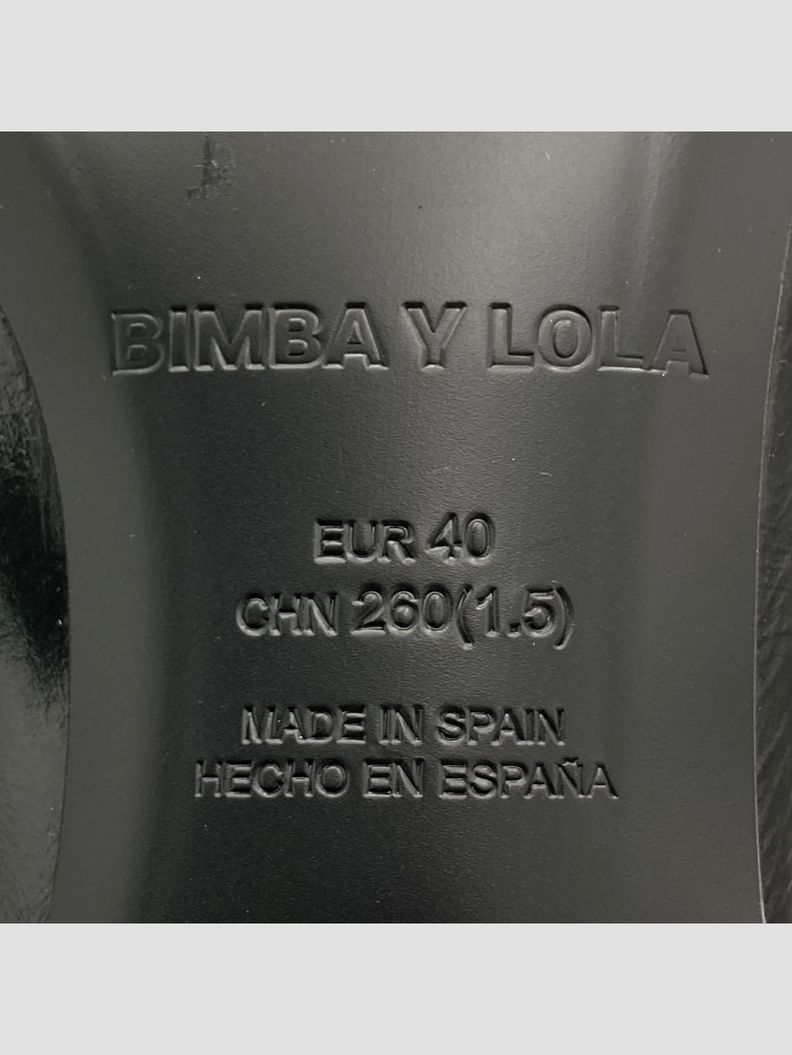 BIMBA Y LOLA
EUR 40
CHN 260(1.5)
MADE IN SPAIN
HECHO EN ESPAÑA